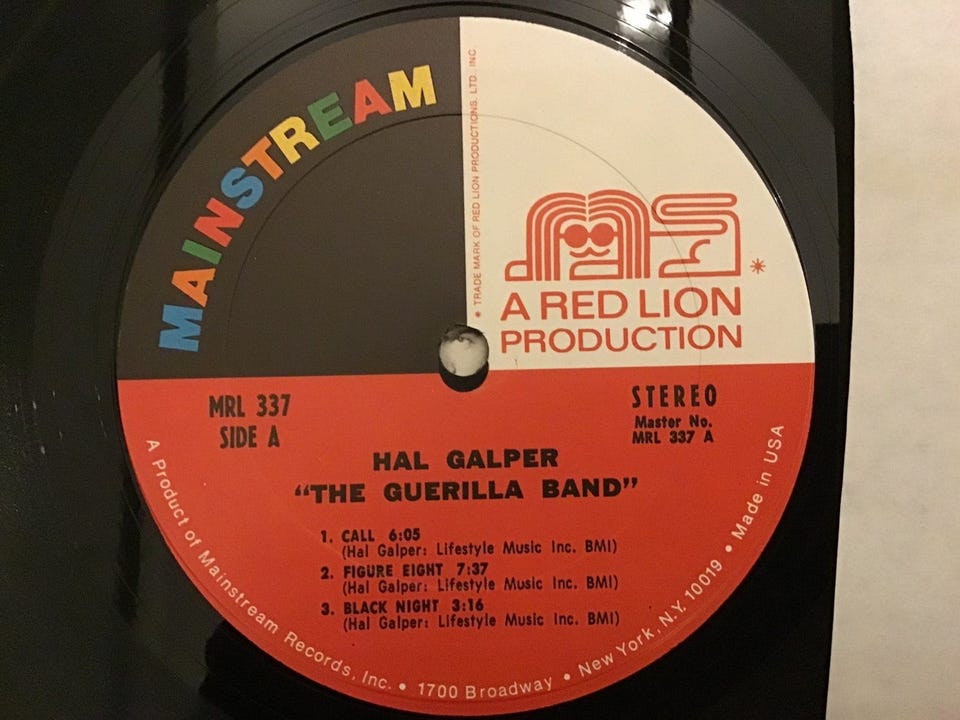 MAINSTREAM
* TRADE MARK OF RED LION PRODUCTIONS, LTD. INC
*
A RED LION
PRODUCTION
MRL 337
SIDE A
STEREO
Master No.
MRL 337 A
HAL GALPER
“THE GUERILLA BAND”
1. CALL 6:05
(Hal Galper: Lifestyle Music Inc. BMI)
2. FIGURE EIGHT 7:37
(Hal Galper: Lifestyle Music Inc. BMI)
3. BLACK NIGHT 3:16
(Hal Galper: Lifestyle Music Inc. BMI)
A Product of Mainstream Records, Inc. • 1700 Broadway • New York, N.Y. 10019 • Made in USA